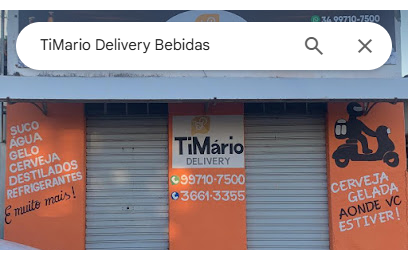 34 99710-7500
TiMario Delivery Bebidas
SUCO
ÁGUA
GELO
CERVEJA
DESTILADOS
REFRIGERANTES
E muito mais!
TiMário
DELIVERY
99710-7500
3661-3355
CERVEJA
GELADA
AONDE VC
ESTIVER!